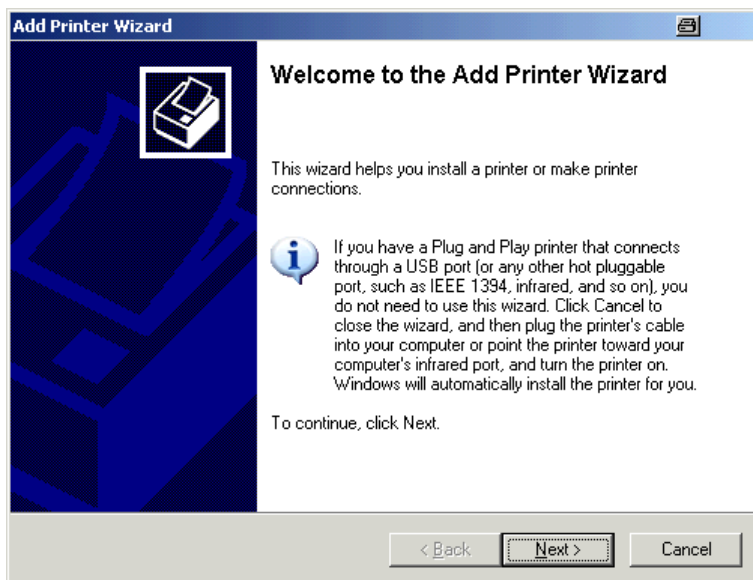 Add Printer Wizard
Welcome to the Add Printer Wizard
This wizard helps you install a printer or make printer
connections.
If you have a Plug and Play printer that connects
through a USB port (or any other hot pluggable
port, such as IEEE 1394, infrared, and so on), you
do not need to use this wizard. Click Cancel to
close the wizard, and then plug the printer's cable
into your computer or point the printer toward your
computer's infrared port, and turn the printer on.
Windows will automatically install the printer for you.
To continue, click Next.
< Back Next > Cancel